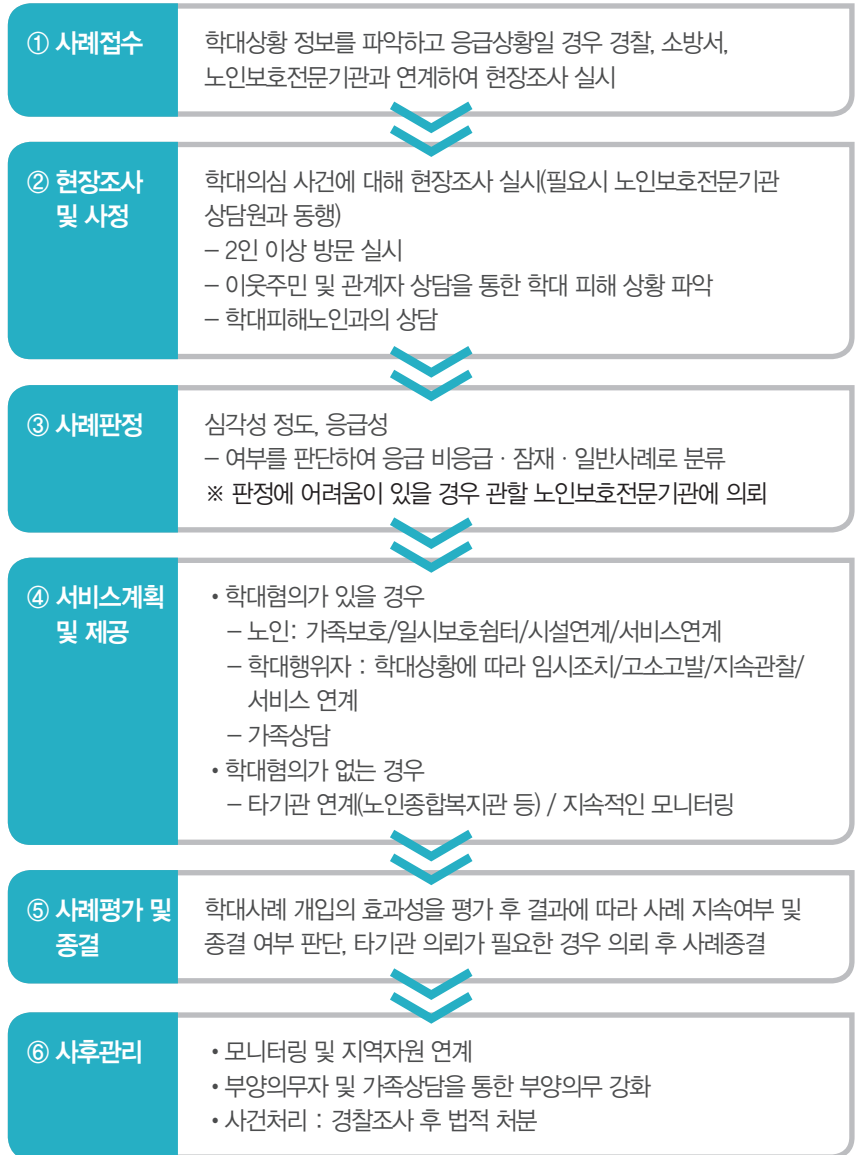 ① 사례접수
학대상황 정보를 파악하고 응급상황일 경우 경찰, 소방서,
노인보호전문기관과 연계하여 현장조사 실시
② 현장조사
및 사정
학대의심 사건에 대해 현장조사 실시(필요시 노인보호전문기관
상담원과 동행)
– 2인 이상 방문 실시
– 이웃주민 및 관계자 상담을 통한 학대 피해 상황 파악
– 학대피해노인과의 상담
③ 사례판정
심각성 정도, 응급성
– 여부를 판단하여 응급 비응급 · 잠재 · 일반사례로 분류
※ 판정에 어려움이 있을 경우 관할 노인보호전문기관에 의뢰
④ 서비스계획
및 제공
• 학대혐의가 있을 경우
– 노인: 가족보호/일시보호쉼터/시설연계/서비스연계
– 학대행위자 : 학대상황에 따라 임시조치/고소고발/지속관찰/
서비스 연계
– 가족상담
• 학대혐의가 없는 경우
– 타기관 연계(노인종합복지관 등) / 지속적인 모니터링
⑤ 사례평가 및
종결
학대사례 개입의 효과성을 평가 후 결과에 따라 사례 지속여부 및
종결 여부 판단, 타기관 의뢰가 필요한 경우 의뢰 후 사례종결
⑥ 사후관리
• 모니터링 및 지역자원 연계
• 부양의무자 및 가족상담을 통한 부양의무 강화
• 사건처리 : 경찰조사 후 법적 처분